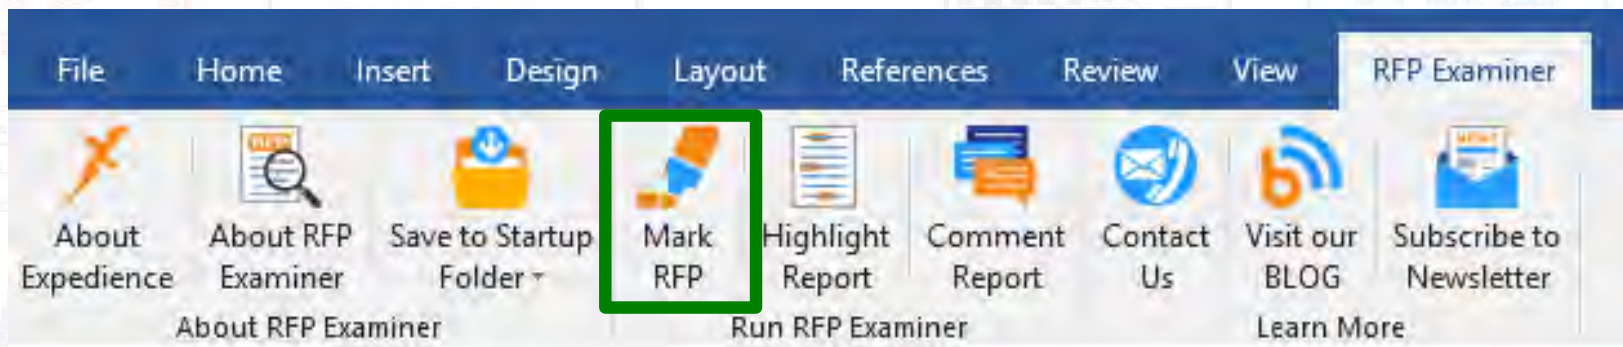 File Home Insert Design Layout References Review View RFP Examiner
About Expedience
About RFP Examiner
Save to Startup Folder
Mark RFP
Highlight Report
Comment Report
Contact Us
Visit our BLOG
Subscribe to Newsletter
About RFP Examiner Run RFP Examiner Learn More